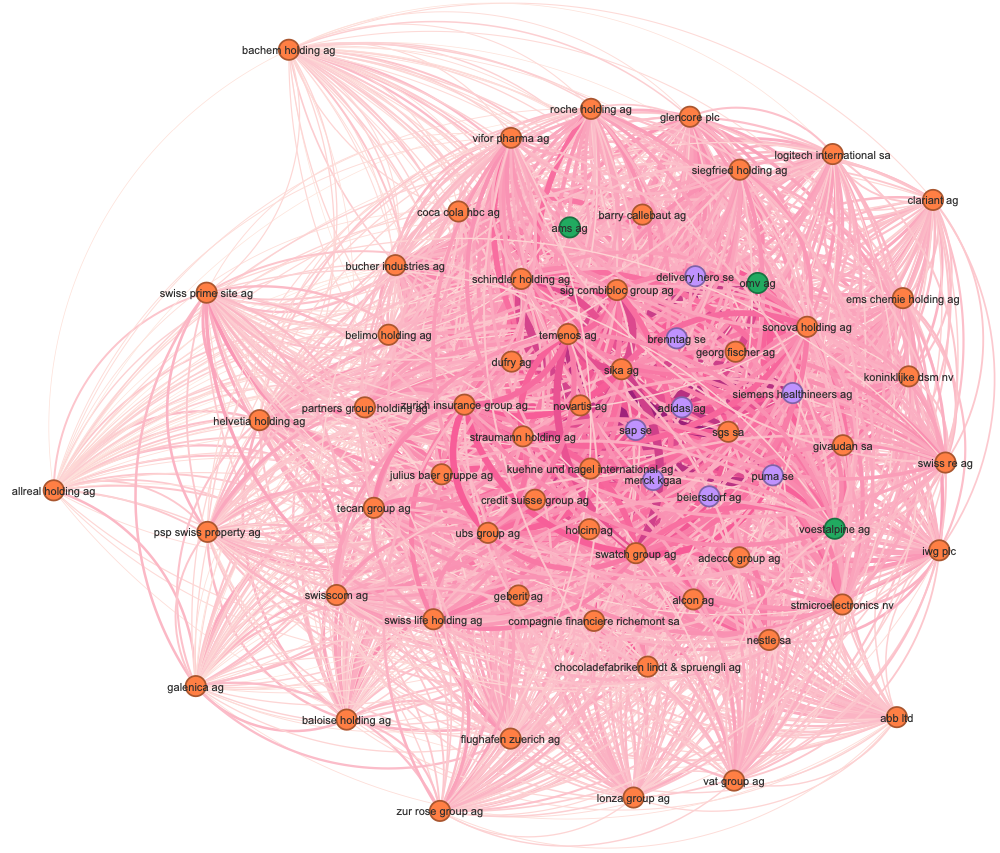 bachem holding ag
roche holding ag
glencore plc
vifor pharma ag
logitech international sa
siegfried holding ag
clariant ag
coca cola hbc ag
barry callebaut ag
ams ag
bucher industries ag
schindler holding ag
delivery hero se
omv ag
sig combibloc group ag
swiss prime site ag
ems chemie holding ag
sonova holding ag
belimo holding ag
temenos ag
brenntag se
georg fischer ag
dufry ag
sika ag
koninklijke dsm nv
siemens healthineers ag
partners group holding ag
zurich insurance group ag
novartis ag
adidas ag
helvetia holding ag
straumann holding ag
sap se
sgs sa
givaudan sa
swiss re ag
julius baer gruppe ag
kuehne und nagel international ag
merck kgaa
puma se
allreal holding ag
credit suisse group ag
beiersdorf ag
tecan group ag
psp swiss property ag
ubs group ag
holcim ag
voestalpine ag
swatch group ag
adecco group ag
iwg plc
swisscom ag
geberit ag
alcon ag
stmicroelectronics nv
swiss life holding ag
compagnie financiere richemont sa
nestle sa
chocoladefabriken lindt & spruengli ag
galenica ag
baloise holding ag
abb ltd
flughafen zuerich ag
vat group ag
lonza group ag
zur rose group ag